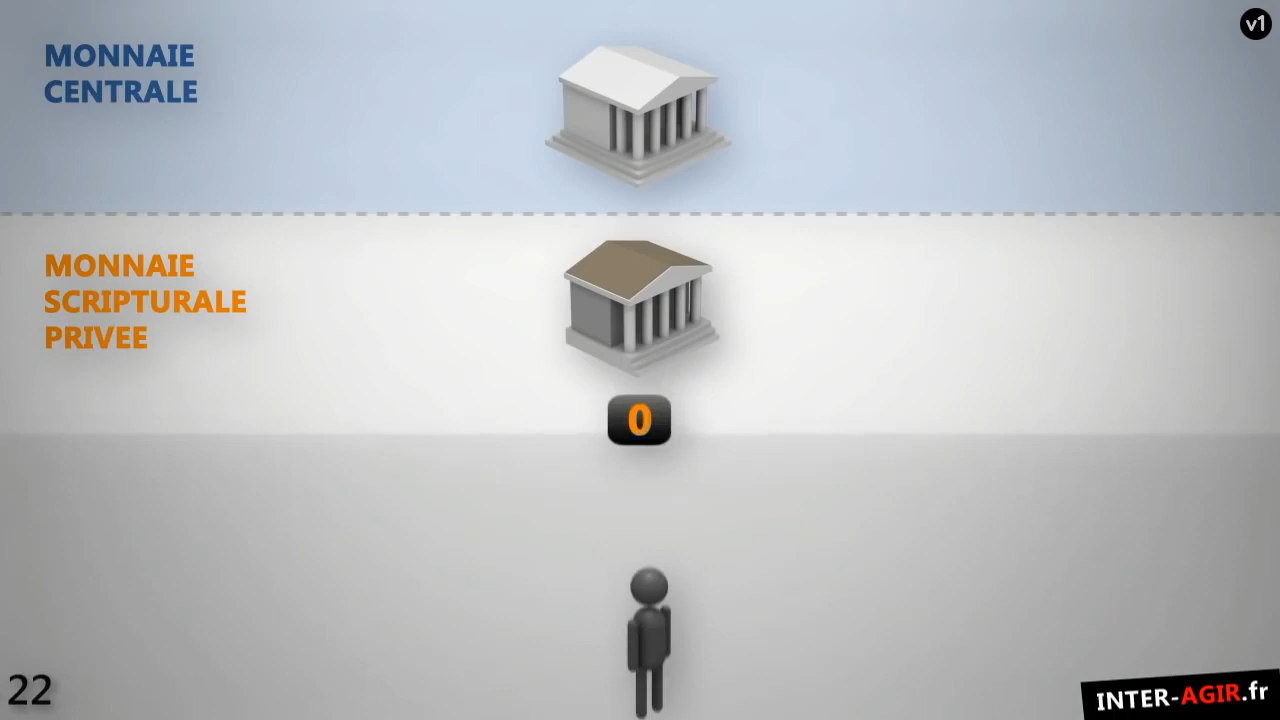 v1
MONNAIE
CENTRALE
MONNAIE
SCRIPTURALE
PRIVEE
0
22
INTER-AGIR.fr